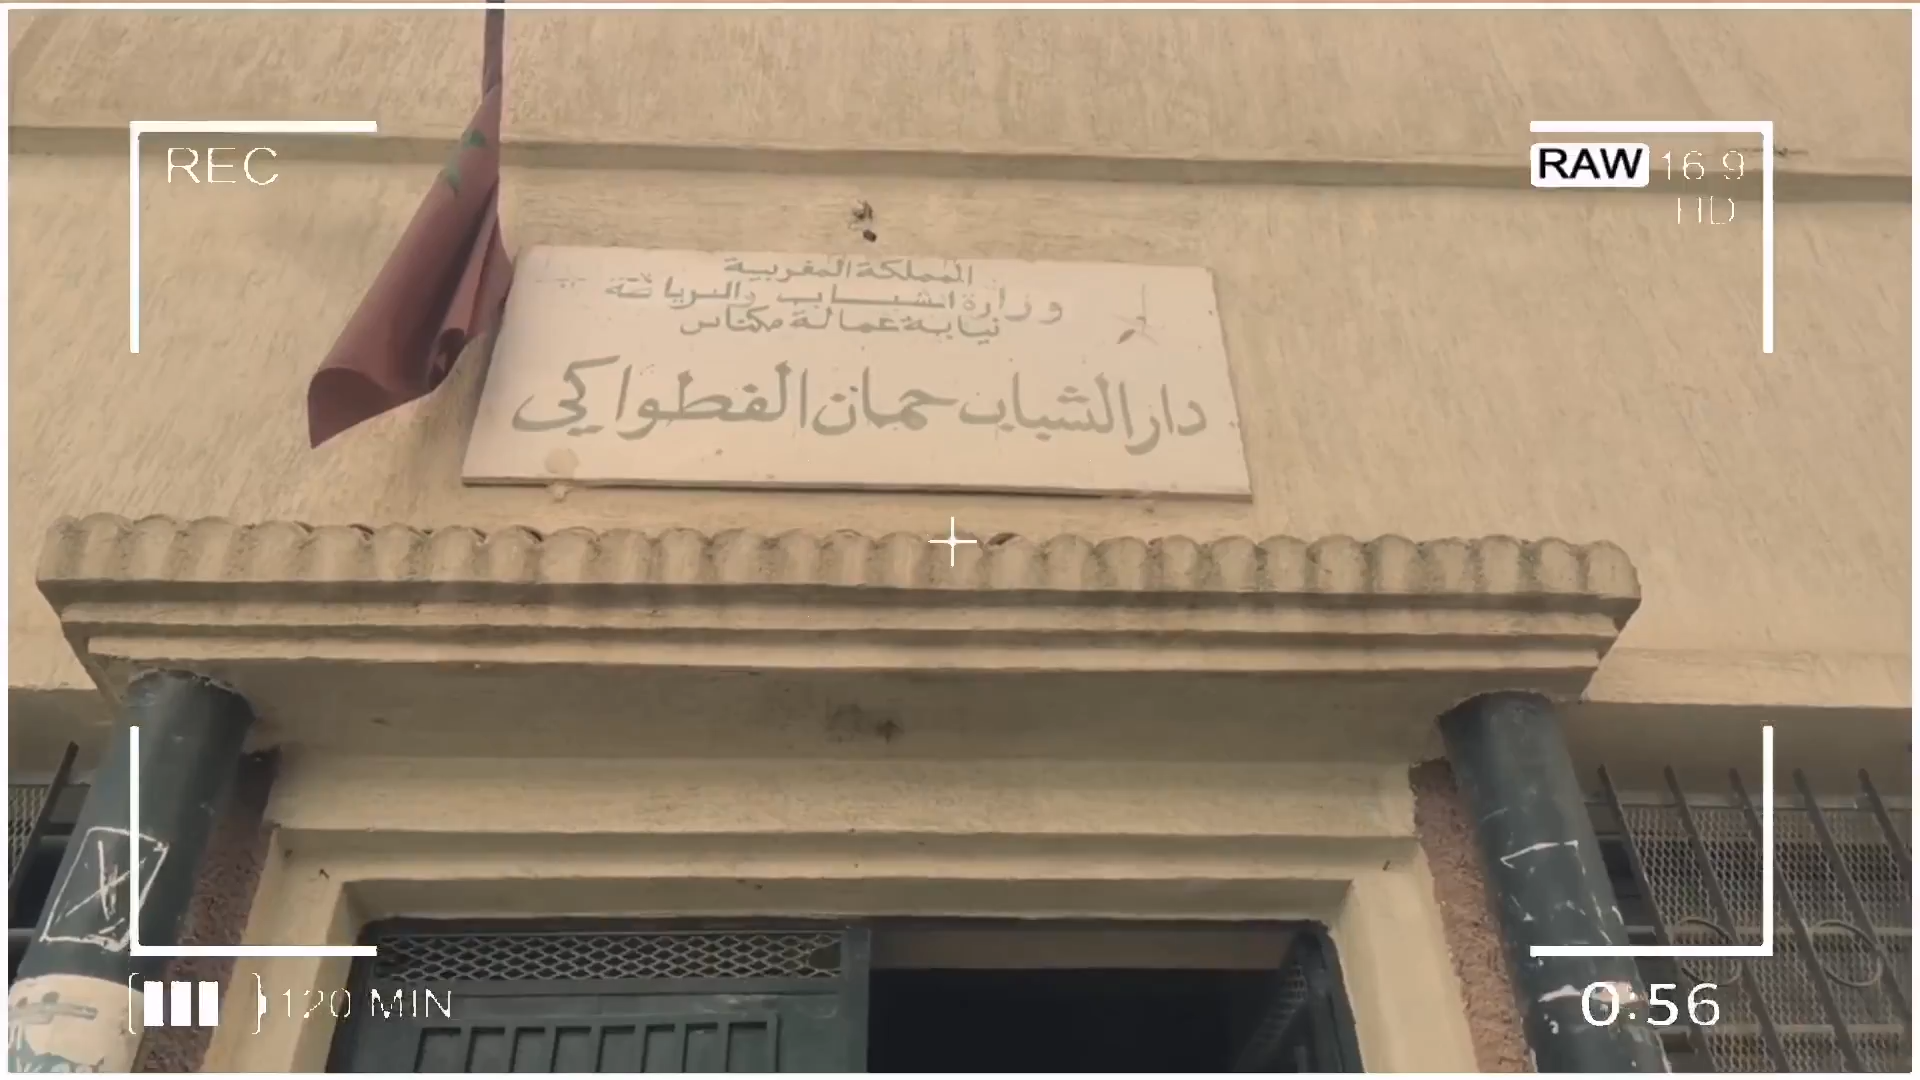 REC
RAW 16 9
HD
المملكة المغربية
وزارة الشباب والرياضة
نيابة عمالة مكناس
دار الشباب حمان الفطواكي
120 MIN
0:56